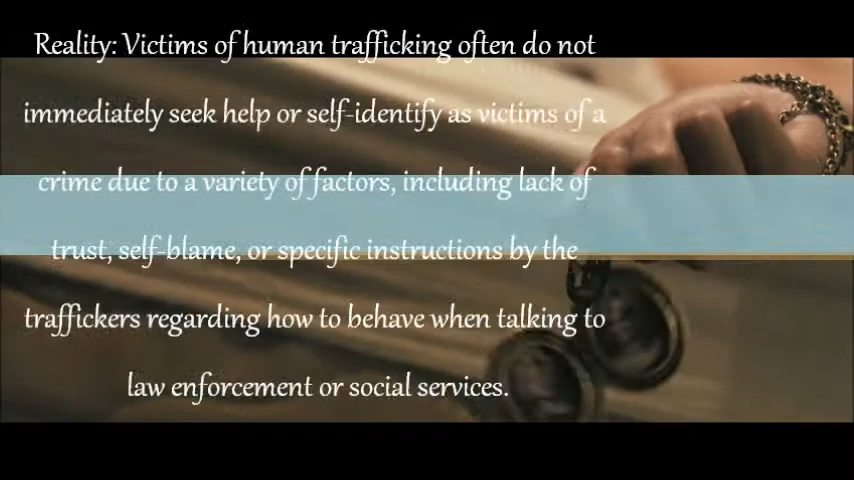 Reality: Victims of human trafficking often do not
immediately seek help or self-identify as victims of a
crime due to a variety of factors, including lack of
trust, self-blame, or specific instructions by the
traffickers regarding how to behave when talking to
law enforcement or social services.